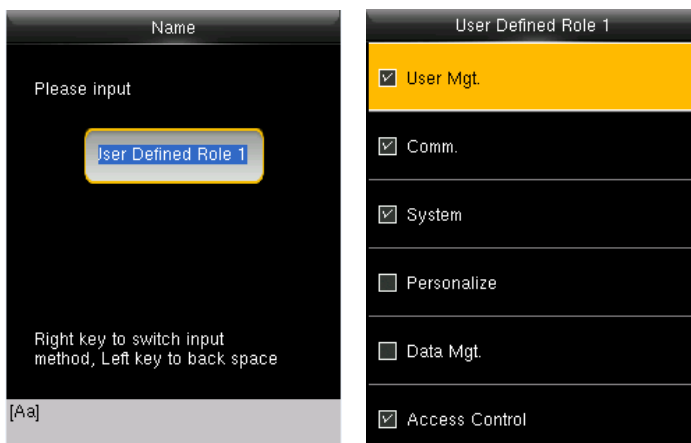 Name
Please input
User Defined Role 1
Right key to switch input
method, Left key to back space
[Aa]
User Defined Role 1
User Mgt.
Comm.
System
Personalize
Data Mgt.
Access Control